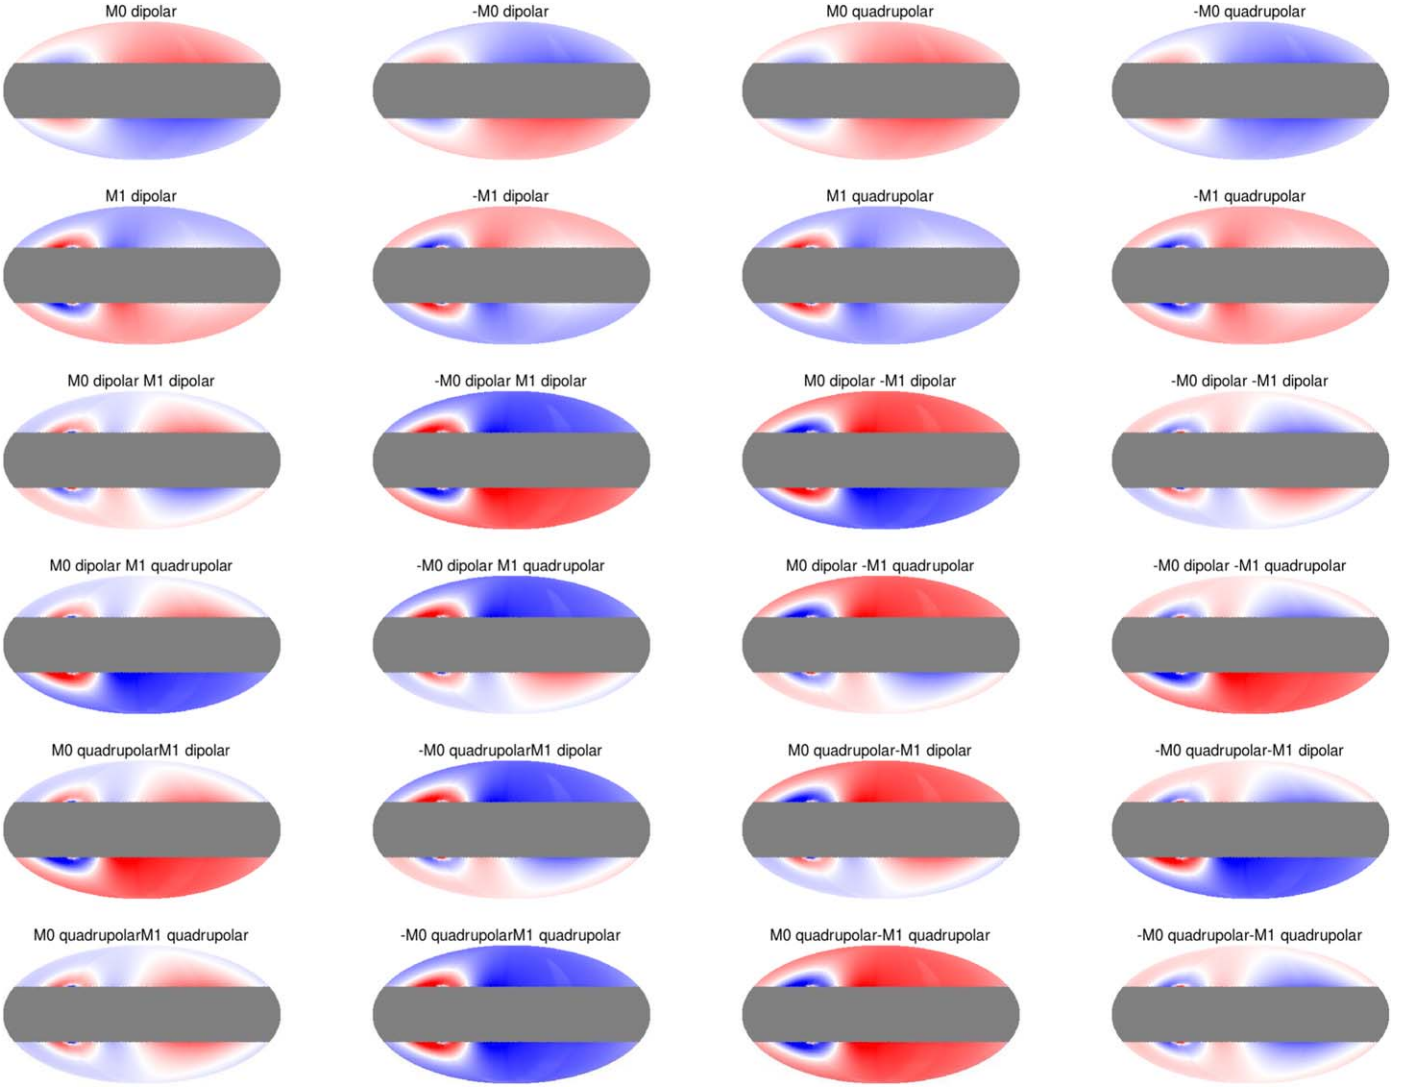 M0 dipolar
-M0 dipolar
M0 quadrupolar
-M0 quadrupolar
M1 dipolar
-M1 dipolar
M1 quadrupolar
-M1 quadrupolar
M0 dipolar M1 dipolar
-M0 dipolar M1 dipolar
M0 dipolar -M1 dipolar
-M0 dipolar -M1 dipolar
M0 dipolar M1 quadrupolar
-M0 dipolar M1 quadrupolar
M0 dipolar -M1 quadrupolar
-M0 dipolar -M1 quadrupolar
M0 quadrupolarM1 dipolar
-M0 quadrupolarM1 dipolar
M0 quadrupolar-M1 dipolar
-M0 quadrupolar-M1 dipolar
M0 quadrupolarM1 quadrupolar
-M0 quadrupolarM1 quadrupolar
M0 quadrupolar-M1 quadrupolar
-M0 quadrupolar-M1 quadrupolar